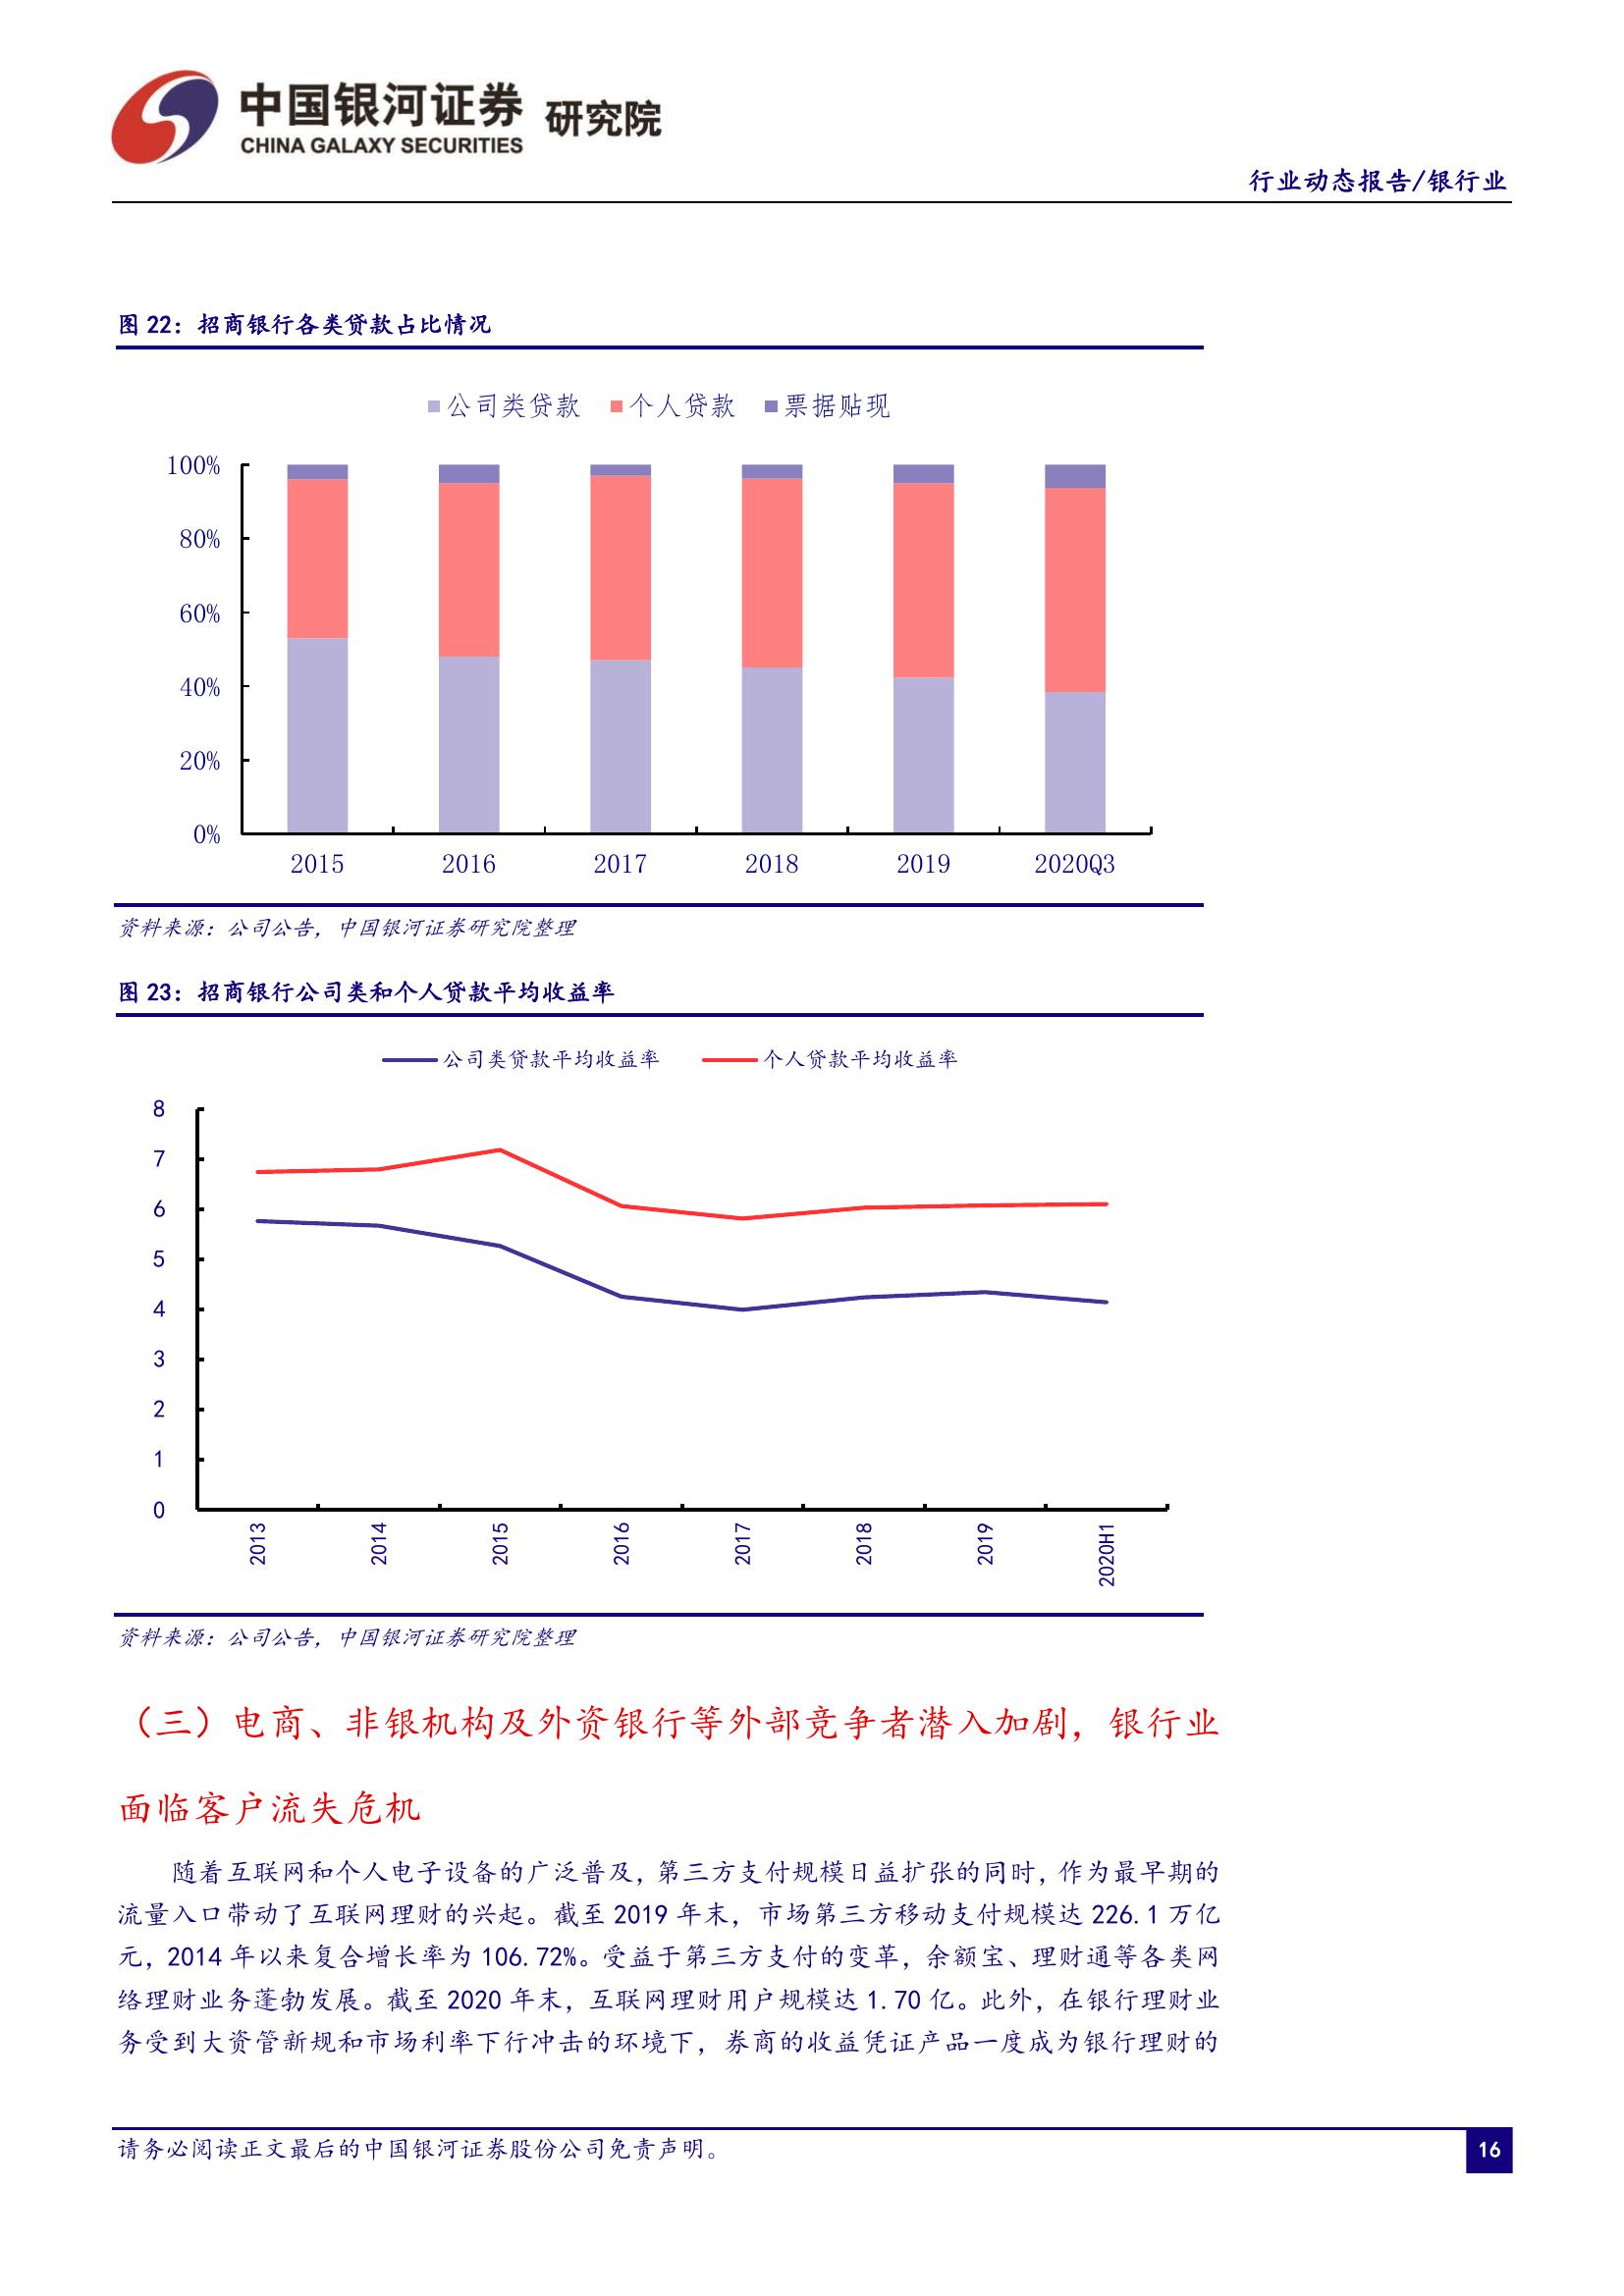 中国银河证券 研究院
CHINA GALAXY SECURITIES
行业动态报告/银行业
图 22：招商银行各类贷款占比情况
公司类贷款 个人贷款 票据贴现
100%
80%
60%
40%
20%
0%
2015 2016 2017 2018 2019 2020Q3
资料来源：公司公告，中国银河证券研究院整理
图 23：招商银行公司类和个人贷款平均收益率
公司类贷款平均收益率 个人贷款平均收益率
8
7
6
5
4
3
2
1
0
2013 2014 2015 2016 2017 2018 2019 2020H1
资料来源：公司公告，中国银河证券研究院整理
（三）电商、非银机构及外资银行等外部竞争者潜入加剧，银行业
面临客户流失危机
随着互联网和个人电子设备的广泛普及，第三方支付规模日益扩张的同时，作为最早期的
流量入口带动了互联网理财的兴起。截至 2019 年末，市场第三方移动支付规模达 226.1 万亿
元，2014 年以来复合增长率为 106.72%。受益于第三方支付的变革，余额宝、理财通等各类网
络理财业务蓬勃发展。截至 2020 年末，互联网理财用户规模达 1.70 亿。此外，在银行理财业
务受到大资管新规和市场利率下行冲击的环境下，券商的收益凭证产品一度成为银行理财的
请务必阅读正文最后的中国银河证券股份公司免责声明。
16